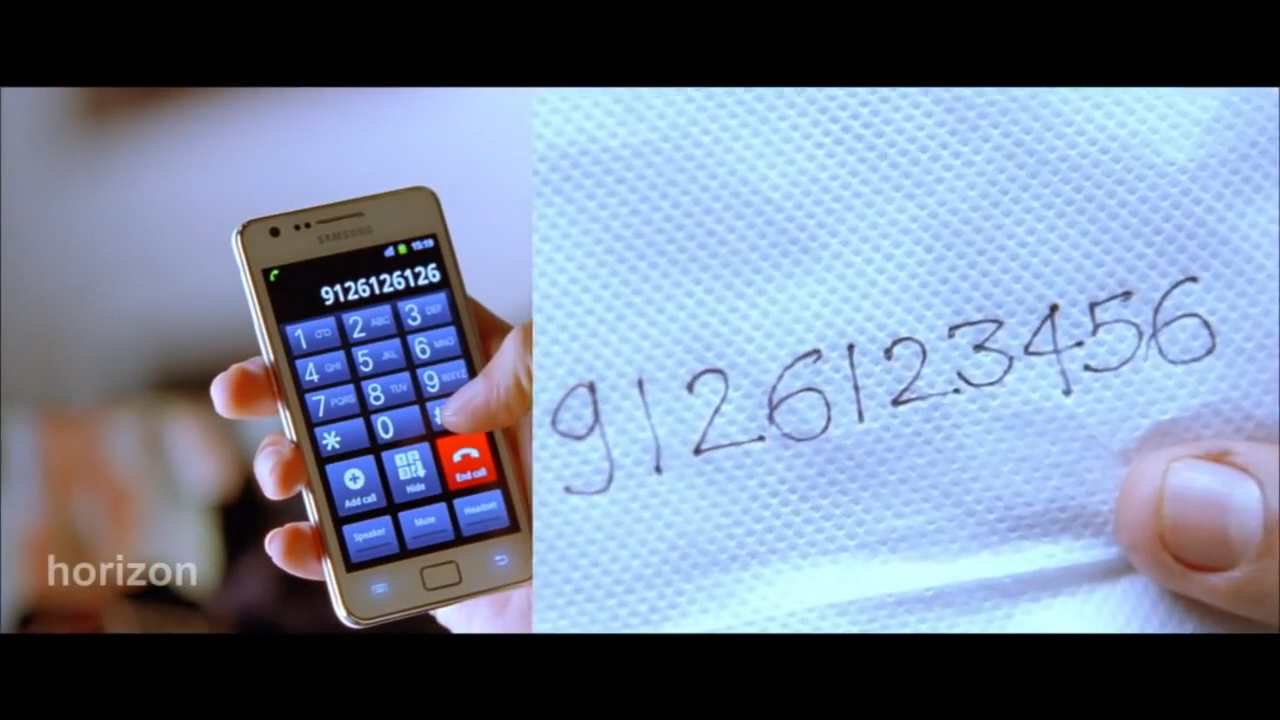 SAMSUNG
15:19
9126126126
1
2 ABC
3 DEF
4 GHI
5 JKL
6 MNO
7 PQRS
8 TUV
9 WXYZ
* 0 #
Add call
Hide
End call
Speaker
Mute
Headset
9126123456
horizon